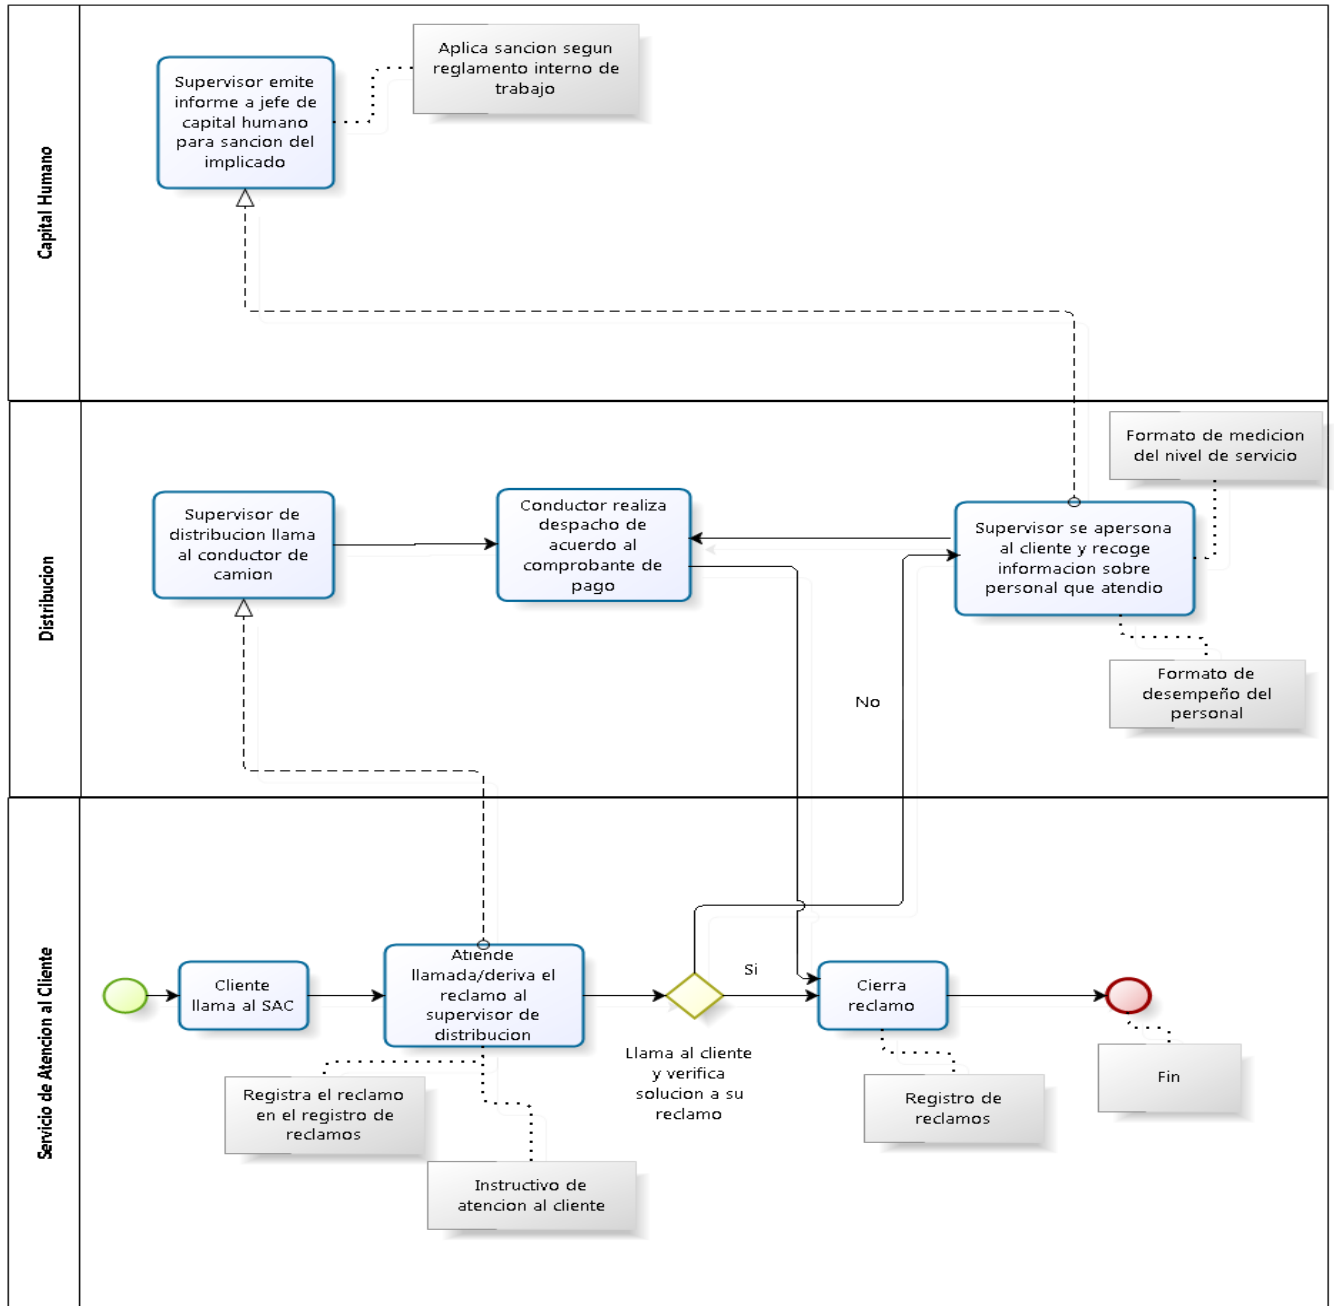 Capital Humano
Supervisor emite
informe a jefe de
capital humano
para sancion del
implicado
Aplica sancion segun
reglamento interno de
trabajo
Distribucion
Supervisor de
distribucion llama
al conductor de
camion
Conductor realiza
despacho de
acuerdo al
comprobante de
pago
Supervisor se apersona
al cliente y recoge
informacion sobre
personal que atendio
Formato de medicion
del nivel de servicio
Formato de
desempeño del
personal
No
Servicio de Atencion al Cliente
Cliente
llama al SAC
Atiende
llamada/deriva el
reclamo al
supervisor de
distribucion
Registra el reclamo
en el registro de
reclamos
Instructivo de
atencion al cliente
Llama al cliente
y verifica
solucion a su
reclamo
Si
Cierra
reclamo
Registro de
reclamos
Fin